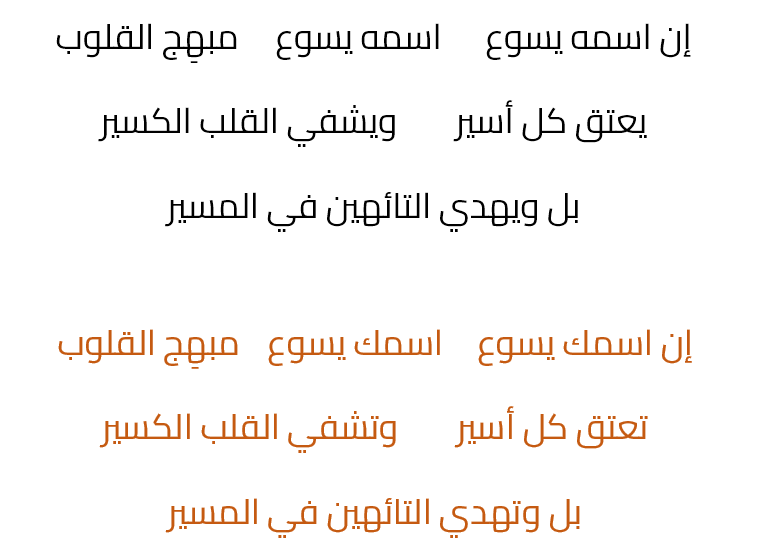 إن اسمه يسوع اسمه يسوع مبهِج القلوب
يعتق كل أسير ويشفي القلب الكسير
بل ويهدي التائهين في المسير
إن اسمك يسوع اسمك يسوع مبهِج القلوب
تعتق كل أسير وتشفي القلب الكسير
بل وتهدي التائهين في المسير